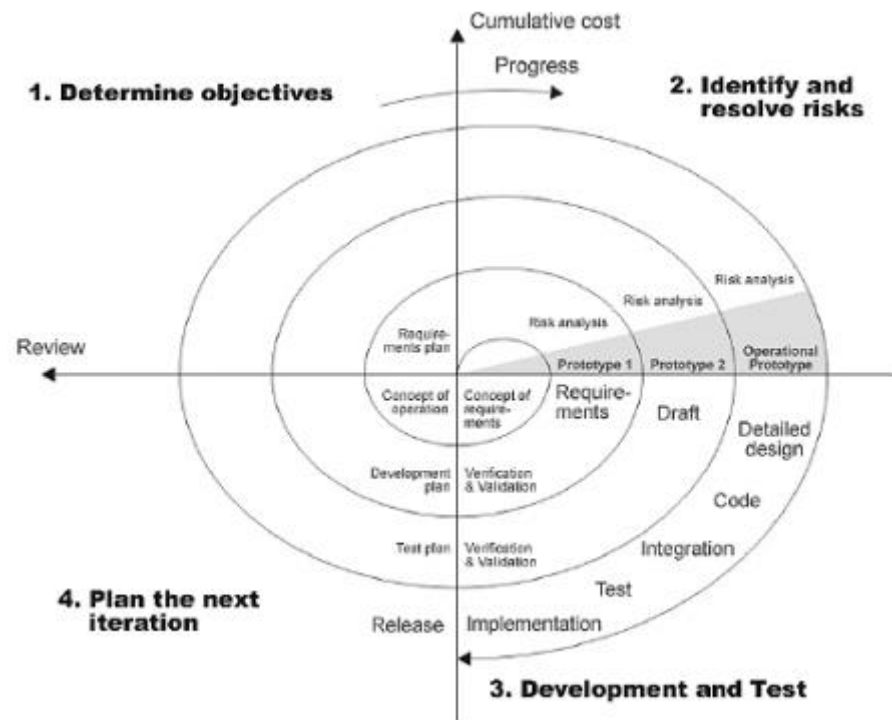 Cumulative cost
Progress
1. Determine objectives
2. Identify and
resolve risks
Risk analysis
Risk analysis
Risk analysis
Require-
ments plan
Review
Prototype 1
Prototype 2
Operational
Prototype
Concept of
operation
Concept of
require-
ments
Require-
ments
Draft
Detailed
design
Development
plan
Verification
& Validation
Code
Test plan
Verification
& Validation
Integration
Test
4. Plan the next
iteration
Release
Implementation
3. Development and Test